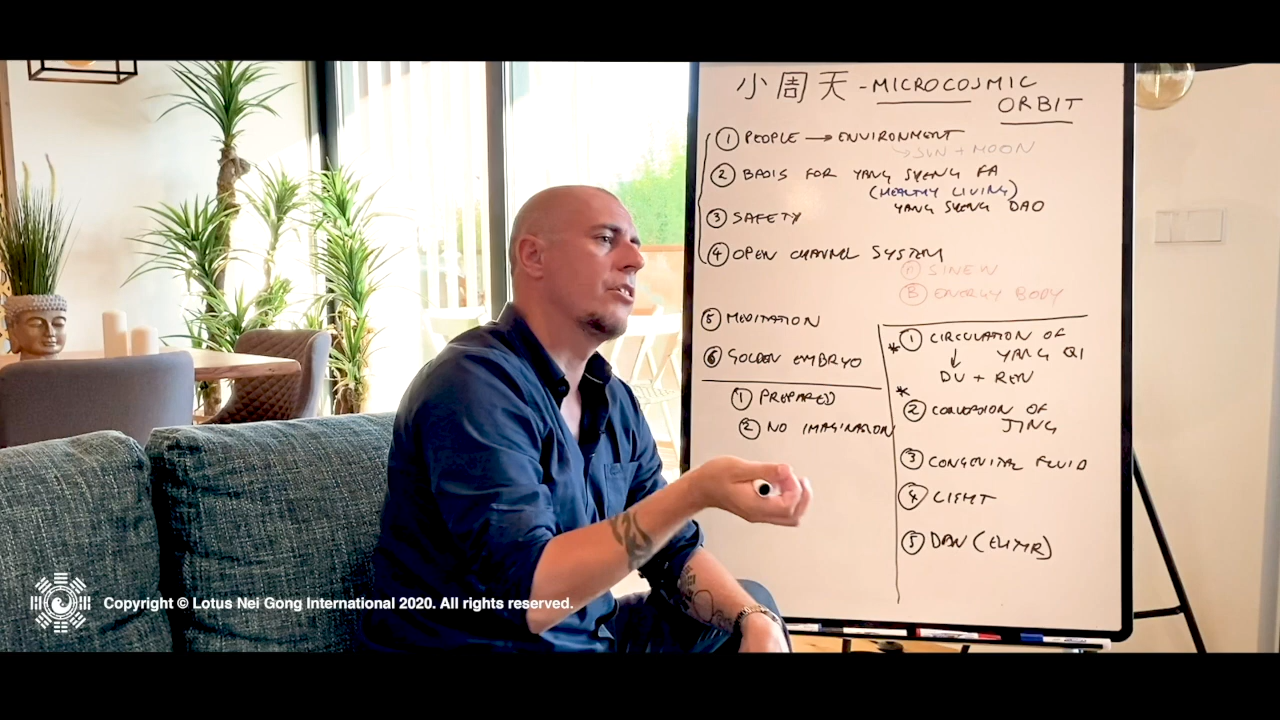 小周天 - MICROCOSMIC
ORBIT
① PEOPLE → ENVIRONMENT
↳ SUN + MOON
② BASIS FOR YANG SHENG FA
(HEALTHY LIVING)
YANG SHENG DAO
③ SAFETY
④ OPEN CHANNEL SYSTEM
Ⓐ SINEW
Ⓑ ENERGY BODY
⑤ MEDITATION
⑥ GOLDEN EMBRYO
① PREPARED
② NO IMAGINATION
* ① CIRCULATION OF
↓ YANG QI
DU + REN
* ② CONVERSION OF
JING
③ CONGENITAL FLUID
④ LIGHT
⑤ DAN (ELIXIR)
Copyright © Lotus Nei Gong International 2020. All rights reserved.